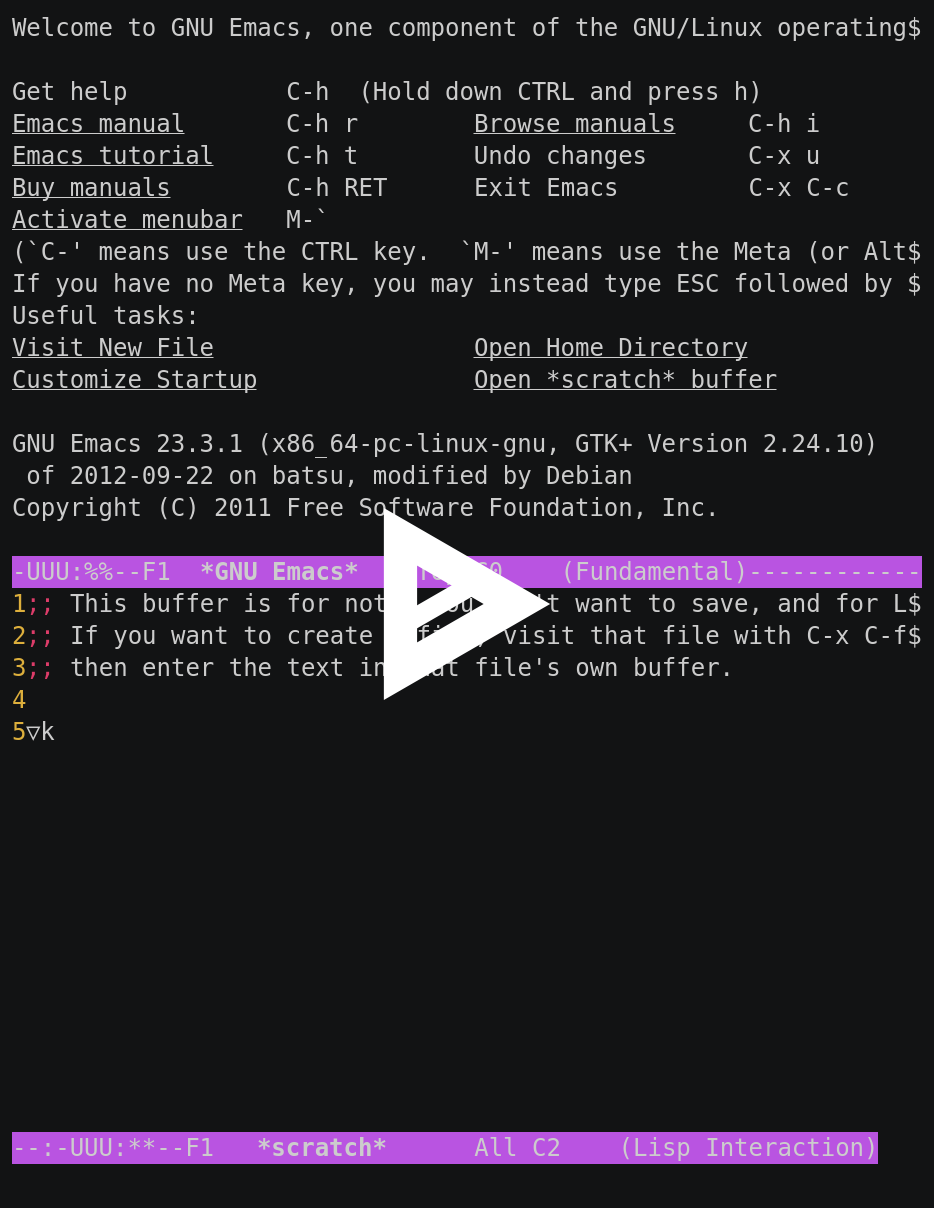 Welcome to GNU Emacs, one component of the GNU/Linux operating$
Get help C-h (Hold down CTRL and press h)
Emacs manual C-h r Browse manuals C-h i
Emacs tutorial C-h t Undo changes C-x u
Buy manuals C-h RET Exit Emacs C-x C-c
Activate menubar M-`
(`C-' means use the CTRL key. `M-' means use the Meta (or Alt$
If you have no Meta key, you may instead type ESC followed by $
Useful tasks:
Visit New File Open Home Directory
Customize Startup Open *scratch* buffer
GNU Emacs 23.3.1 (x86_64-pc-linux-gnu, GTK+ Version 2.24.10)
of 2012-09-22 on batsu, modified by Debian
Copyright (C) 2011 Free Software Foundation, Inc.
-UUU:%%--F1 *GNU Emacs* (Fundamental)------------
1;; This buffer is for want to save, and for L$
2;; If you want to create visit that file with C-x C-f$
3;; then enter the text file's own buffer.
4
5▽k
--:-UUU:**--F1 *scratch* All C2 (Lisp Interaction)